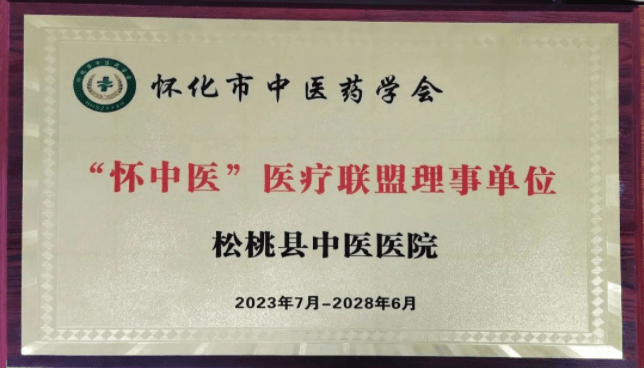 怀化市中医药学会
“怀中医”医疗联盟理事单位
松桃县中医医院
2023年7月-2028年6月